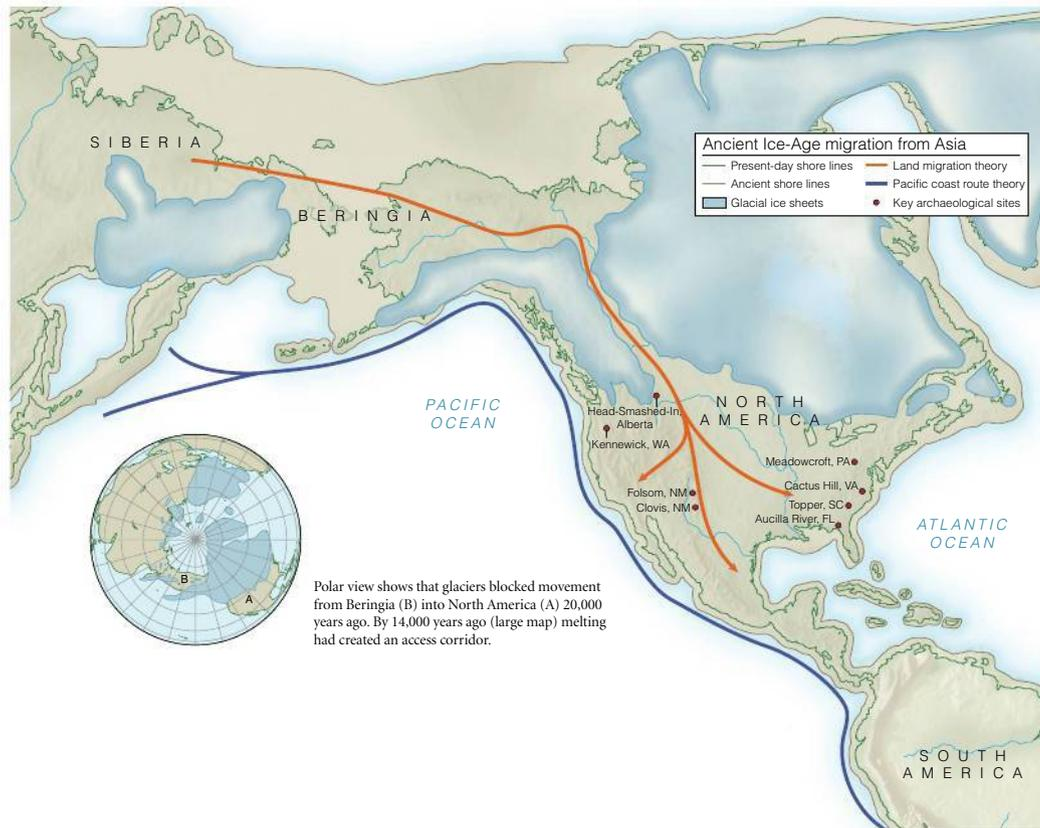 SIBERIA
BERINGIA
Ancient Ice-Age migration from Asia
Present-day shore lines
Ancient shore lines
Glacial ice sheets
Land migration theory
Pacific coast route theory
Key archaeological sites
PACIFIC
OCEAN
NORTH
AMERICA
Head-Smashed-In,
Alberta
Kennewick, WA
Meadowcroft, PA
Cactus Hill, VA
Folsom, NM
Topper, SC
Clovis, NM
Aucilla River, FL
ATLANTIC
OCEAN
B
A
Polar view shows that glaciers blocked movement
from Beringia (B) into North America (A) 20,000
years ago. By 14,000 years ago (large map) melting
had created an access corridor.
SOUTH
AMERICA